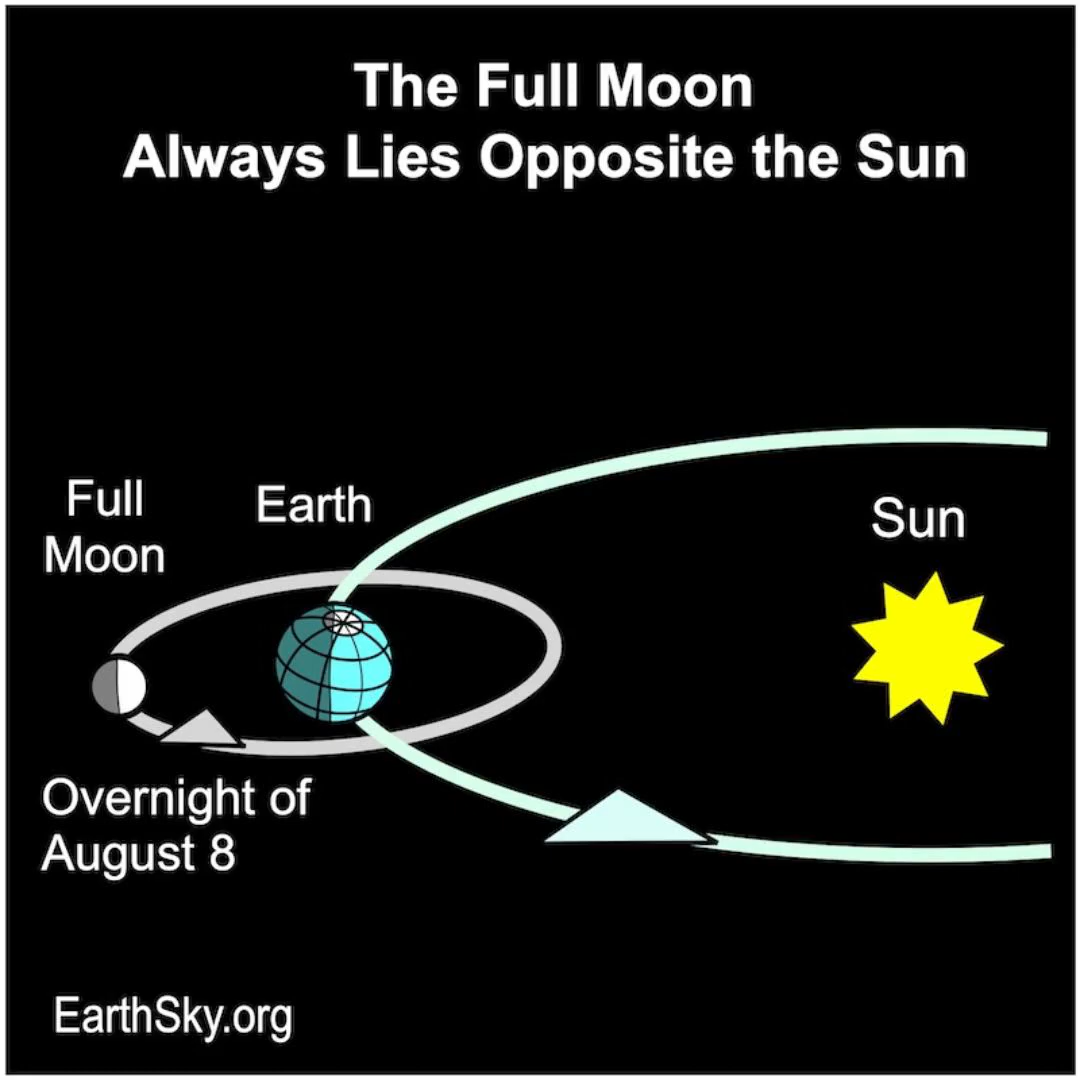 The Full Moon
Always Lies Opposite the Sun
Full
Moon
Earth
Sun
Overnight of
August 8
EarthSky.org